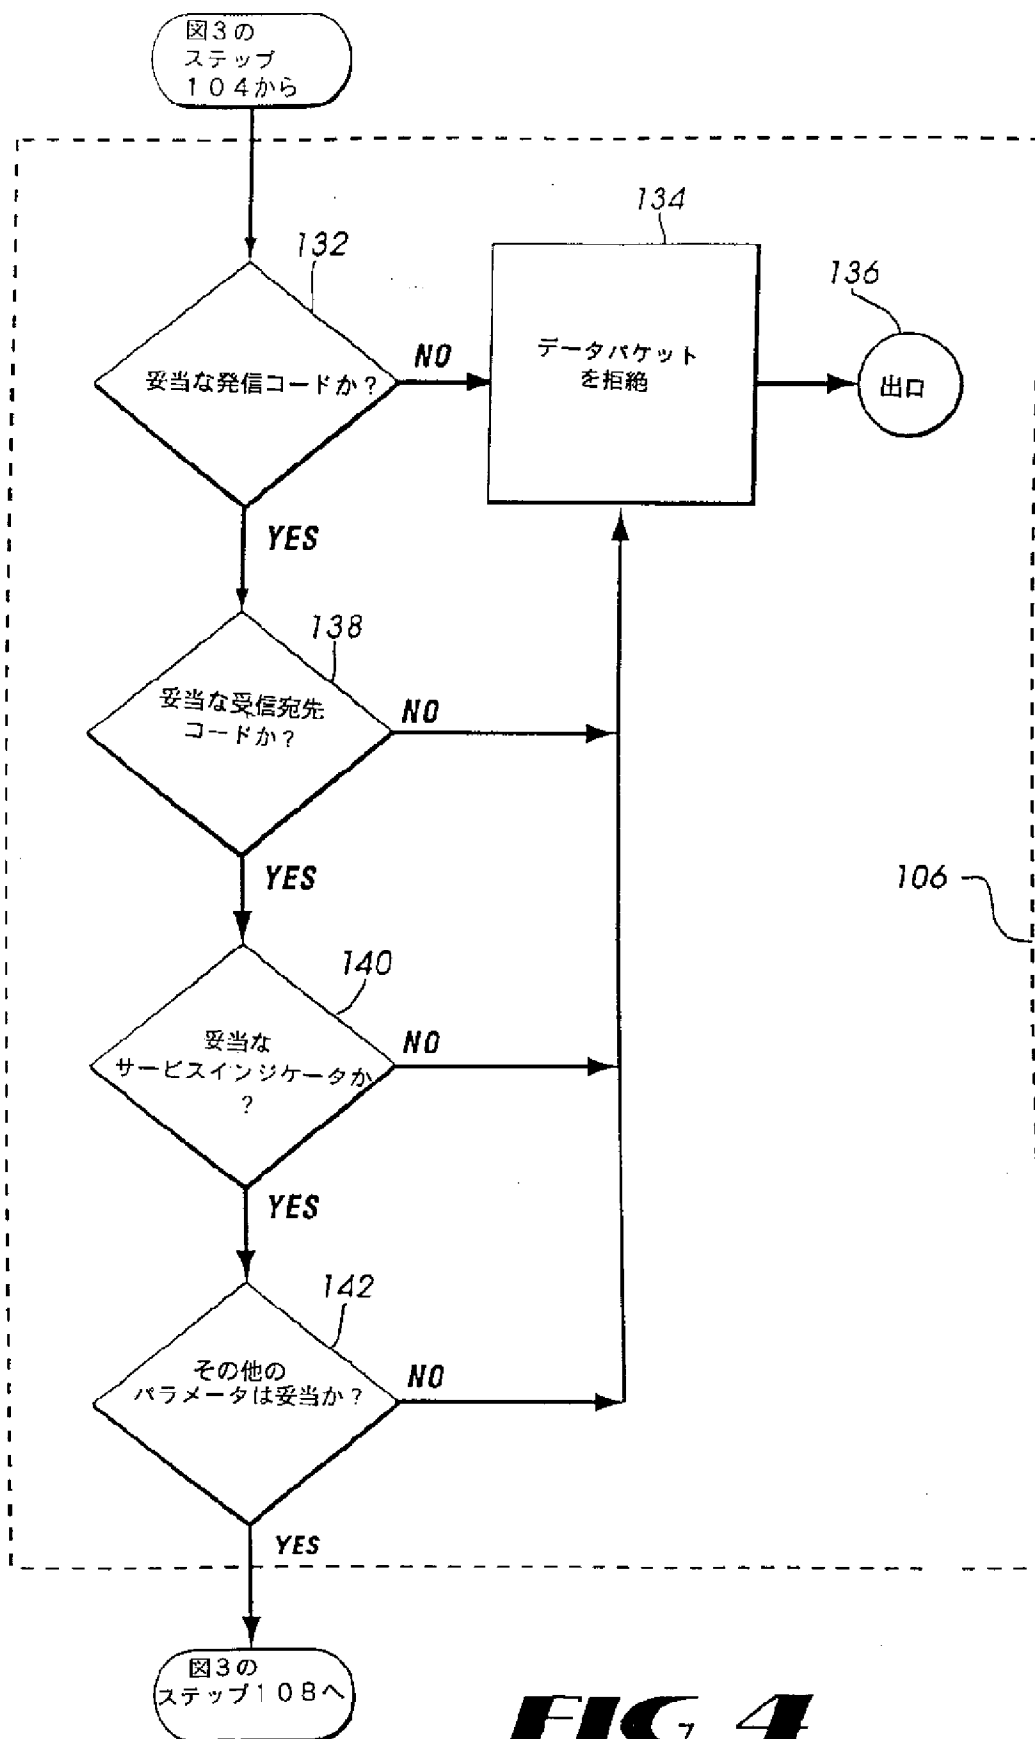 図3の
ステップ
104から
132
134
136
妥当な発信コードか?
NO
データパケット
を拒絶
出口
YES
138
妥当な受信宛先
コードか?
NO
YES
106
140
妥当な
サービスインジケータか
?
NO
YES
142
その他の
パラメータは妥当か?
NO
YES
図3の
ステップ108へ
FIG. 4